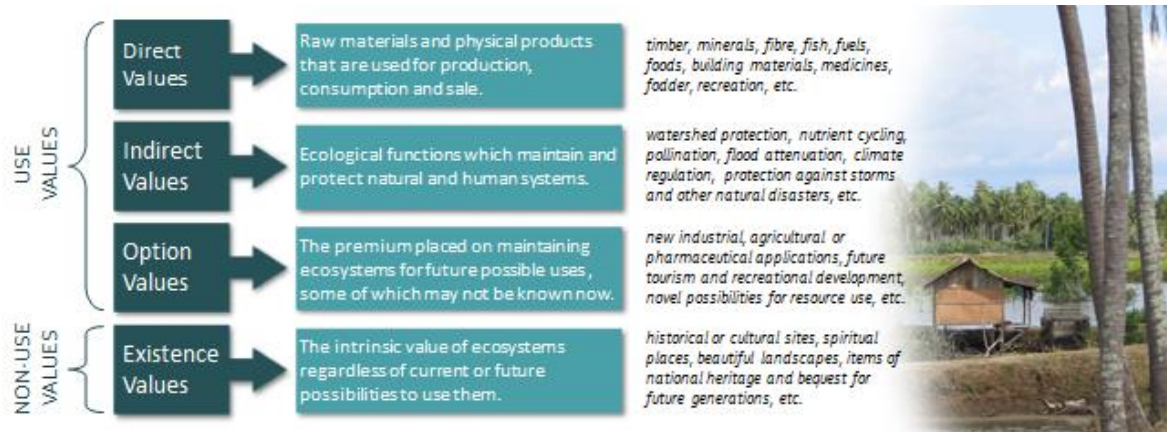 USE
VALUES
Direct
Values
Raw materials and physical products
that are used for production,
consumption and sale.
timber, minerals, fibre, fish, fuels,
foods, building materials, medicines,
fodder, recreation, etc.
Indirect
Values
Ecological functions which maintain and
protect natural and human systems.
watershed protection, nutrient cycling,
pollination, flood attenuation, climate
regulation, protection against storms
and other natural disasters, etc.
Option
Values
The premium placed on maintaining
ecosystems for future possible uses,
some of which may not be known now.
new industrial, agricultural or
pharmaceutical applications, future
tourism and recreational development,
novel possibilities for resource use, etc.
NON-USE
VALUES
Existence
Values
The intrinsic value of ecosystems
regardless of current or future
possibilities to use them.
historical or cultural sites, spiritual
places, beautiful landscapes, items of
national heritage and bequest for
future generations, etc.